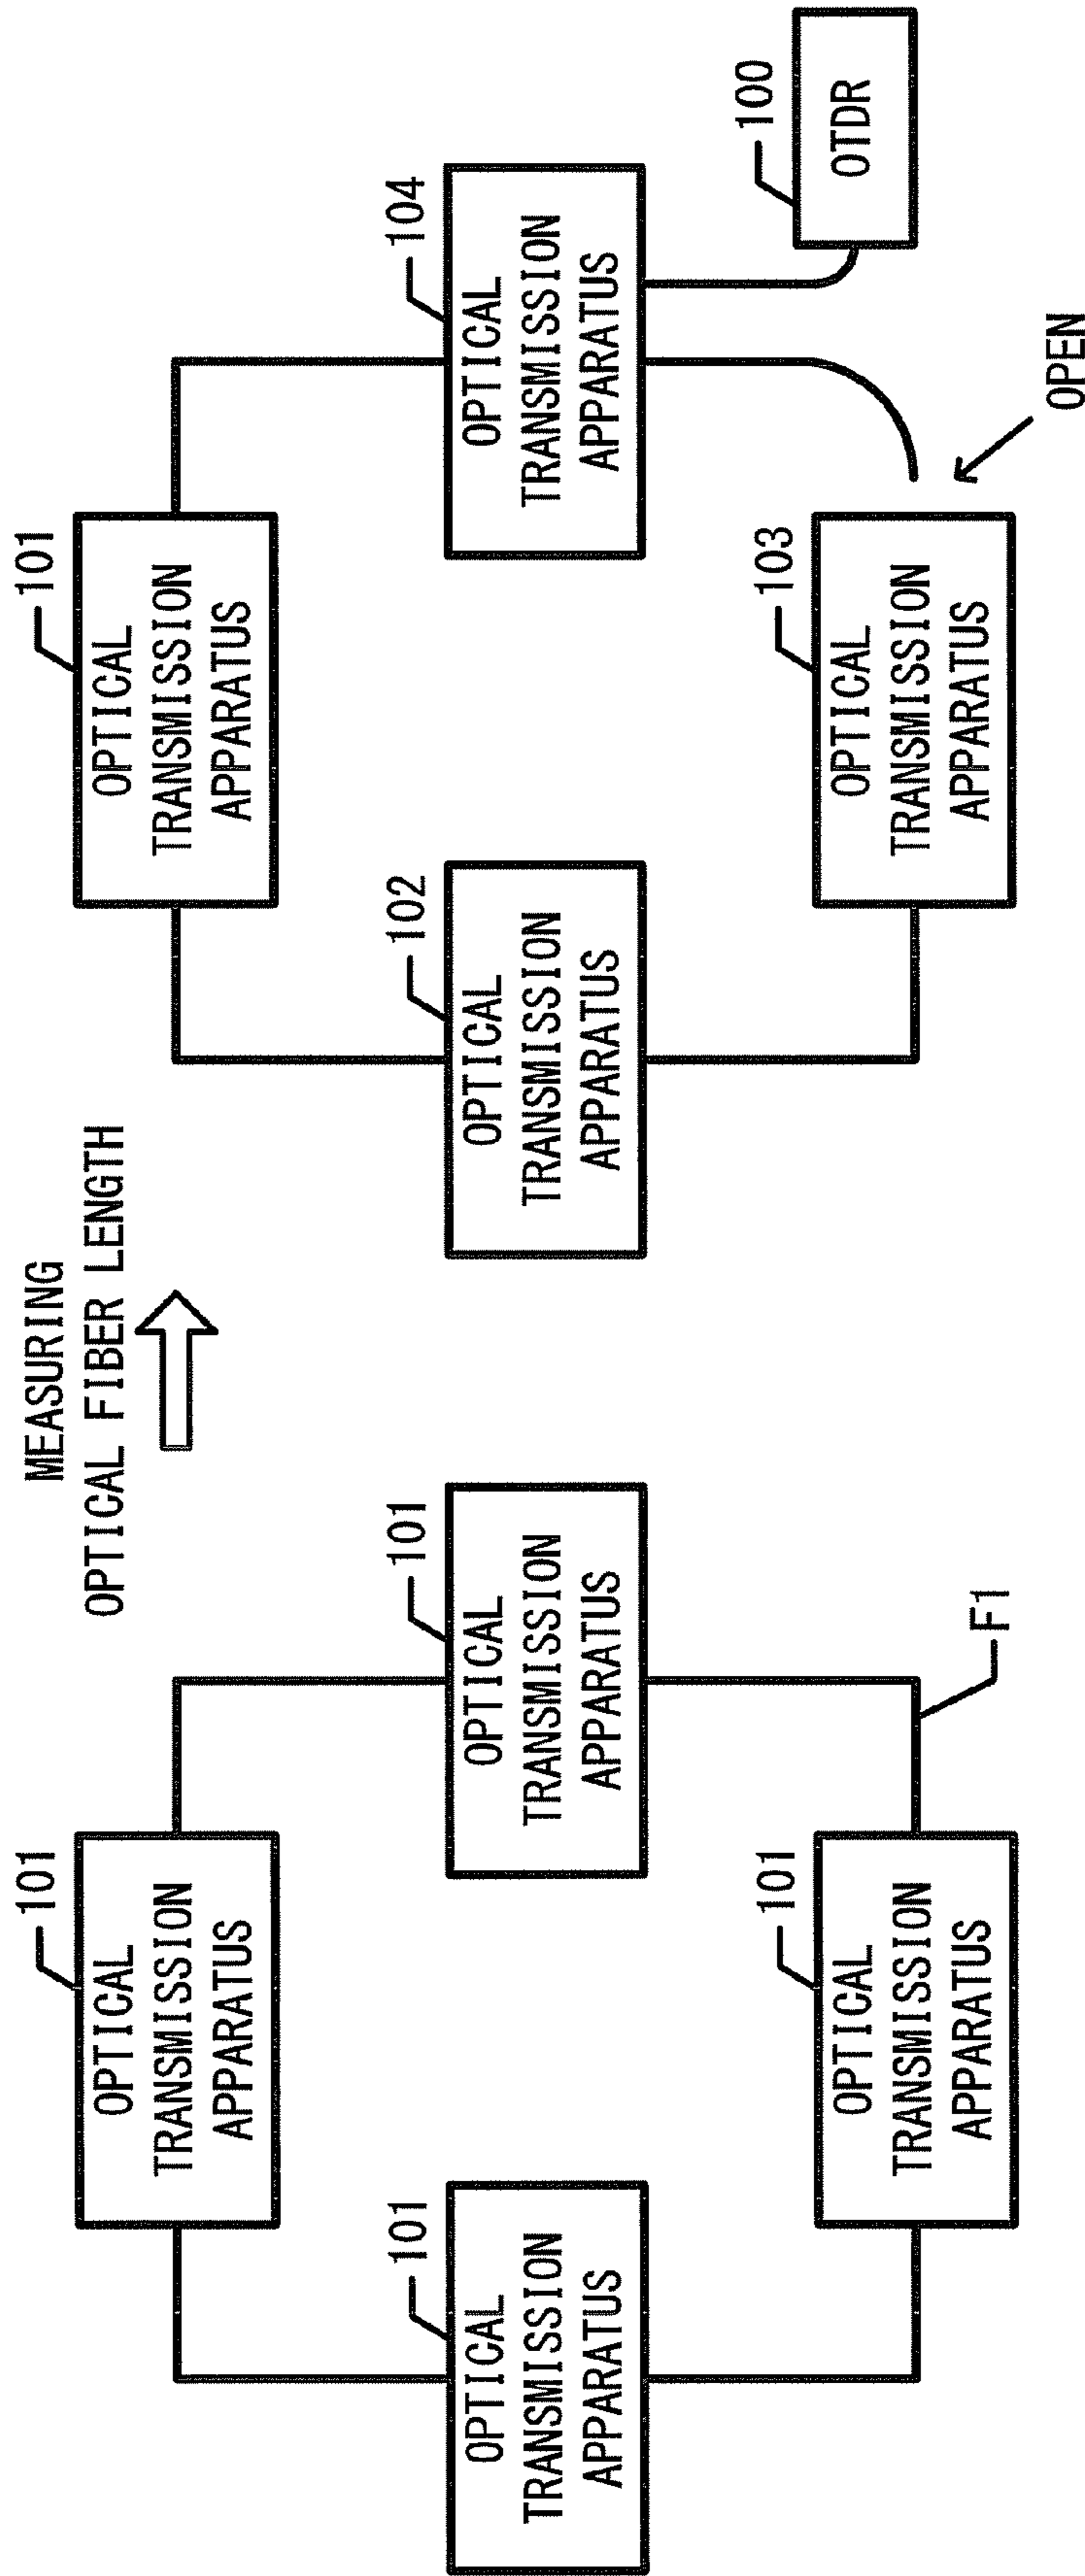 MEASURING
OPTICAL FIBER LENGTH
101
OPTICAL
TRANSMISSION
APPARATUS
101
OPTICAL
TRANSMISSION
APPARATUS
101
OPTICAL
TRANSMISSION
APPARATUS
101
OPTICAL
TRANSMISSION
APPARATUS
F1
101
OPTICAL
TRANSMISSION
APPARATUS
102
OPTICAL
TRANSMISSION
APPARATUS
104
OPTICAL
TRANSMISSION
APPARATUS
103
OPTICAL
TRANSMISSION
APPARATUS
100
OTDR
OPEN